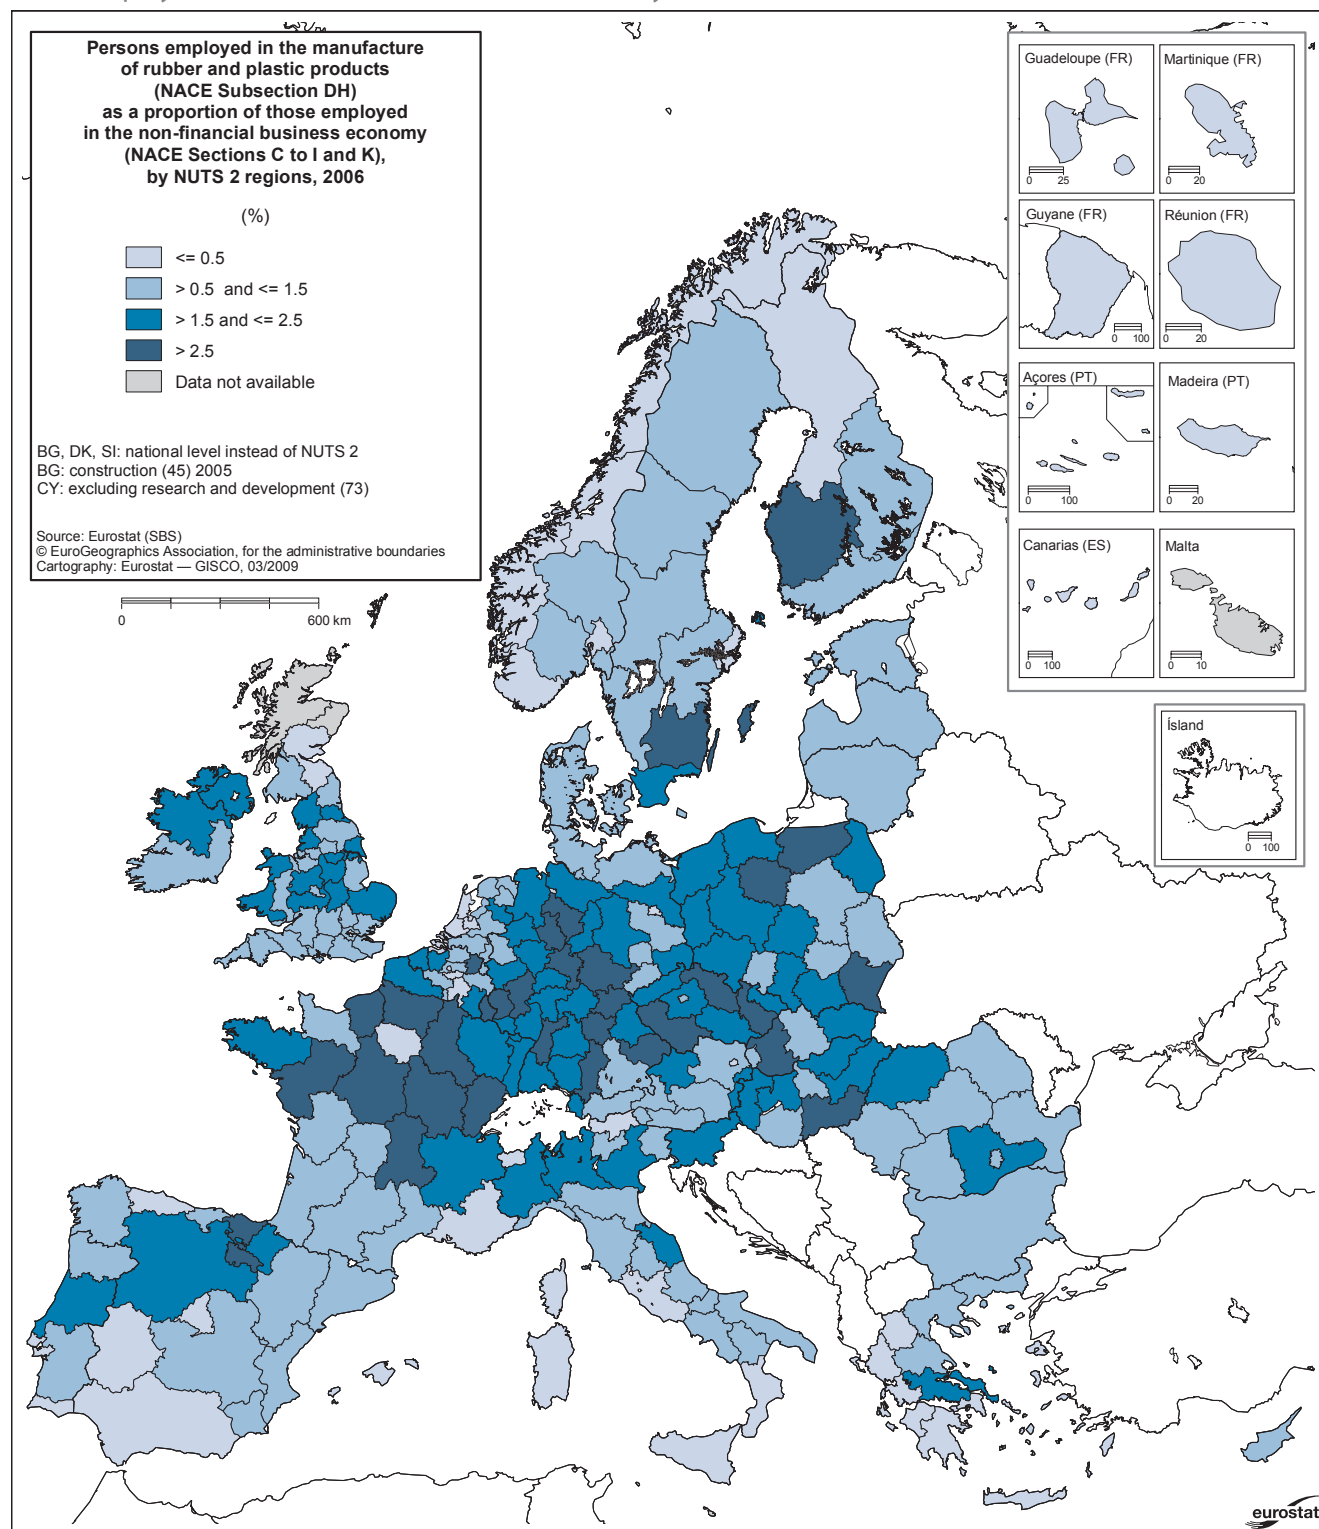 Persons employed in the manufacture
of rubber and plastic products
(NACE Subsection DH)
as a proportion of those employed
in the non-financial business economy
(NACE Sections C to I and K),
by NUTS 2 regions, 2006
(%)
<= 0.5
> 0.5 and <= 1.5
> 1.5 and <= 2.5
> 2.5
Data not available
BG, DK, SI: national level instead of NUTS 2
BG: construction (45) 2005
CY: excluding research and development (73)
Source: Eurostat (SBS)
© EuroGeographics Association, for the administrative boundaries
Cartography: Eurostat — GISCO, 03/2009
0 600 km
Guadeloupe (FR)
0 25
Martinique (FR)
0 20
Guyane (FR)
0 100
Réunion (FR)
0 20
Açores (PT)
0 100
Madeira (PT)
0 20
Canarias (ES)
0 100
Malta
0 10
Ísland
0 100
eurostat